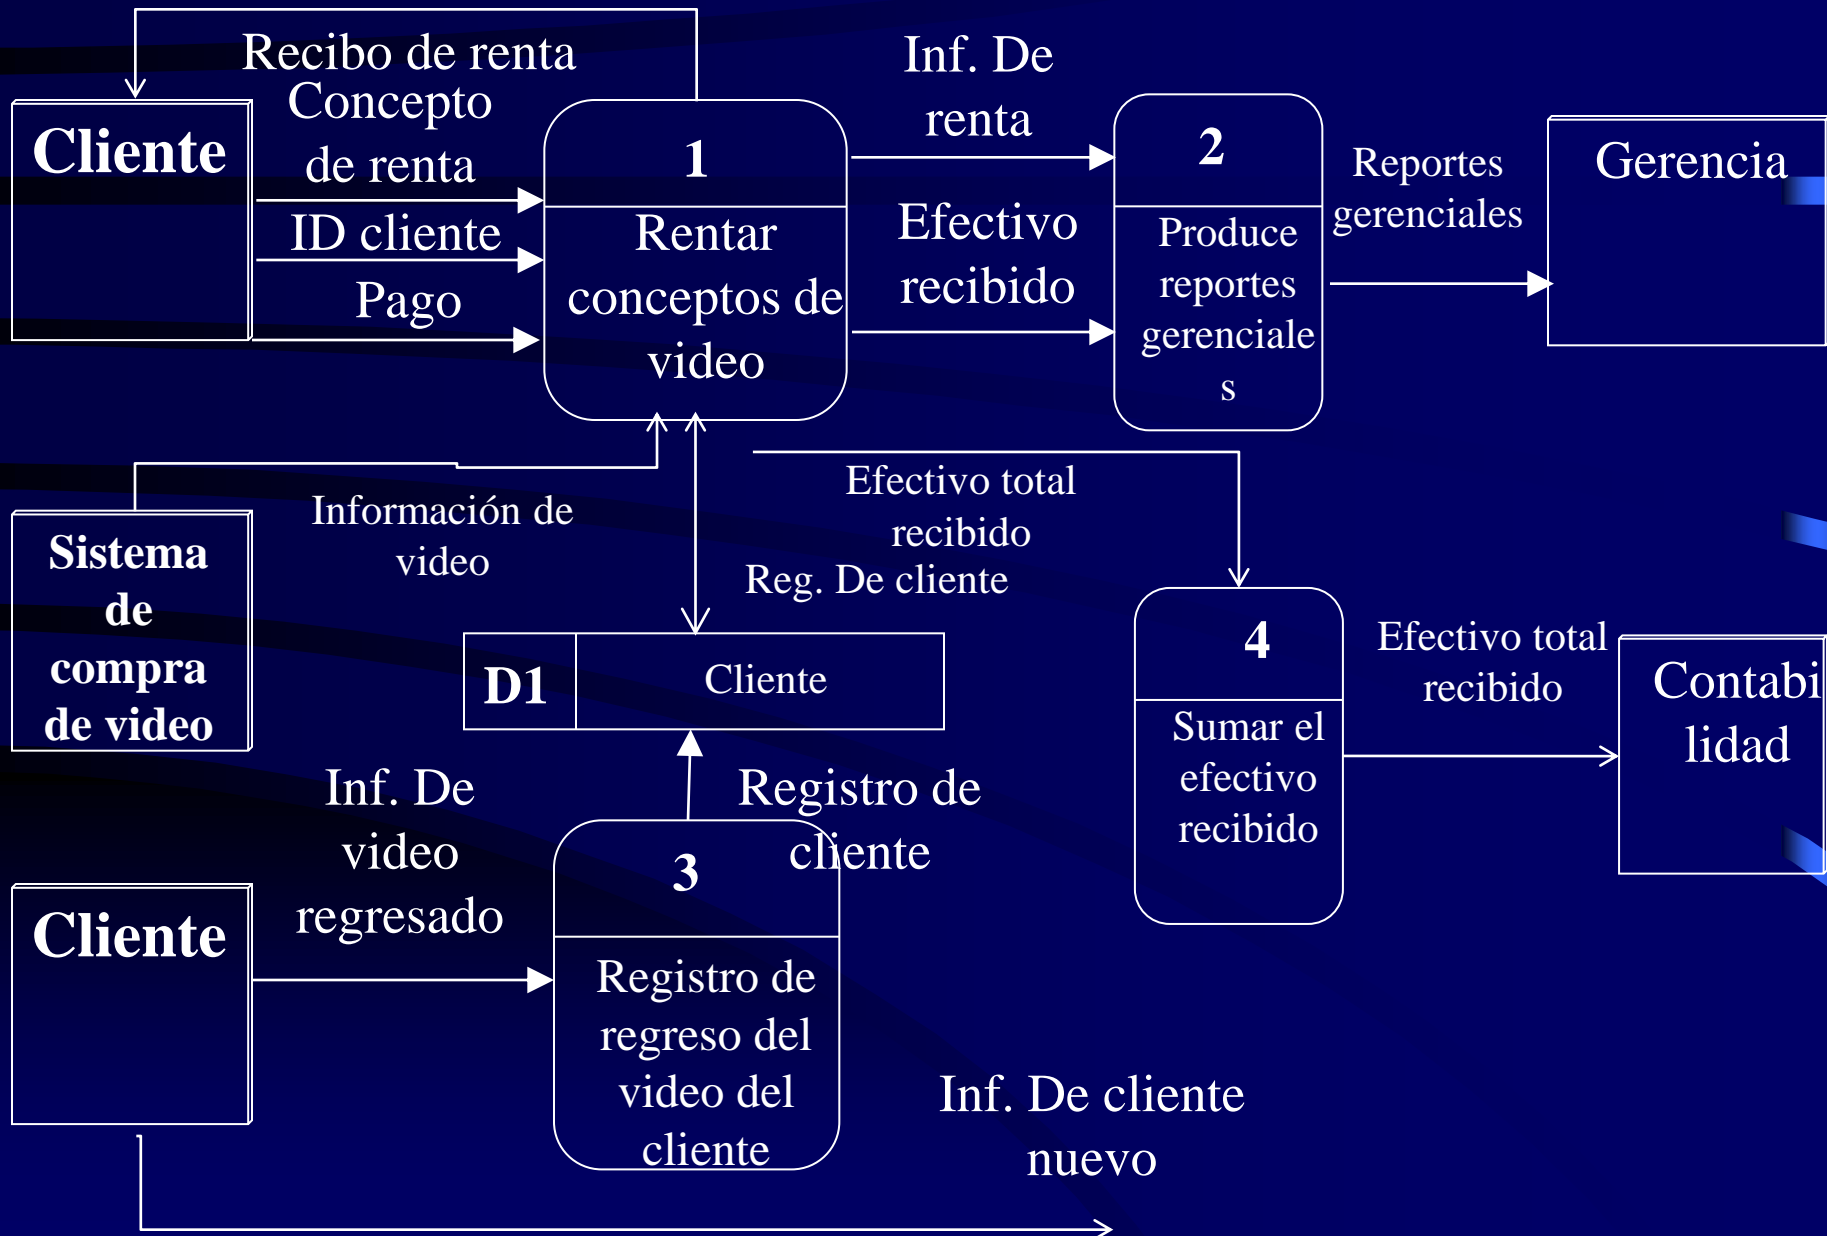 Recibo de renta
Cliente
Concepto
de renta
ID cliente
Pago
1
Rentar
conceptos de
video
Inf. De
renta
Efectivo
recibido
2
Produce
reportes
gerenciale
s
Reportes
gerenciales
Gerencia
Sistema
de
compra
de video
Información de
video
Efectivo total
recibido
Reg. De cliente
D1
Cliente
4
Sumar el
efectivo
recibido
Efectivo total
recibido
Contabi
lidad
Cliente
Inf. De
video
regresado
Registro de
cliente
3
Registro de
regreso del
video del
cliente
Inf. De cliente
nuevo